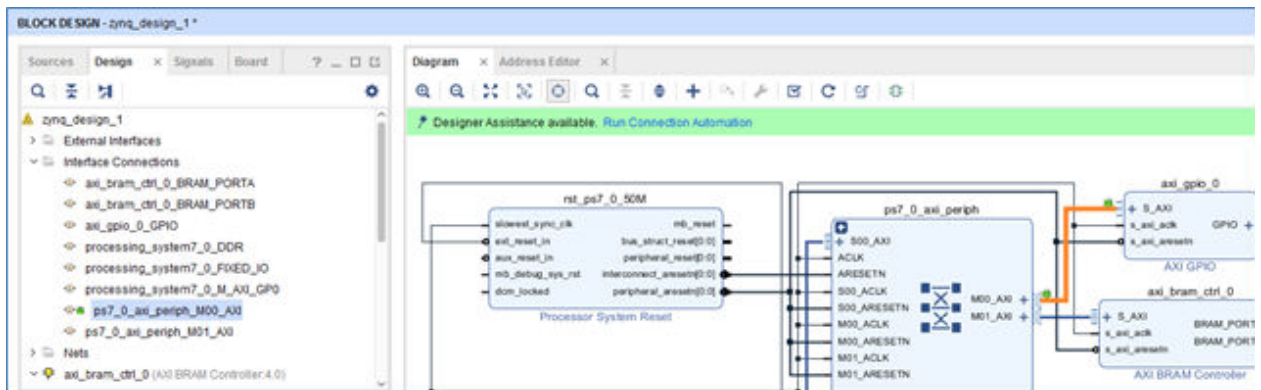 BLOCK DESIGN - zynq_design_1 *
Sources Design × Signals Board ? _
Diagram × Address Editor ×
zynq_design_1
External Interfaces
Interface Connections
axi_bram_ctrl_0_BRAM_PORTA
axi_bram_ctrl_0_BRAM_PORTB
axi_gpio_0_GPIO
processing_system7_0_DDR
processing_system7_0_FIXED_IO
processing_system7_0_M_AXI_GP0
ps7_0_axi_periph_M00_AXI
ps7_0_axi_periph_M01_AXI
Nets
axi_bram_ctrl_0 (AXI BRAM Controller:4.0)
Designer Assistance available. Run Connection Automation
rst_ps7_0_50M
slowest_sync_clk
ext_reset_in
aux_reset_in
mb_debug_sys_rst
dcm_locked
mb_reset
bus_struct_reset[0:0]
peripheral_reset[0:0]
interconnect_aresetn[0:0]
peripheral_aresetn[0:0]
Processor System Reset
ps7_0_axi_periph
S00_AXI
ACLK
ARESETN
S00_ACLK
S00_ARESETN
M00_ACLK
M00_ARESETN
M01_ACLK
M01_ARESETN
M00_AXI
M01_AXI
axi_gpio_0
S_AXI
s_axi_aclk
s_axi_aresetn
GPIO
AXI GPIO
axi_bram_ctrl_0
S_AXI
s_axi_aclk
s_axi_aresetn
BRAM_PORT
BRAM_PORT
AXI BRAM Controller